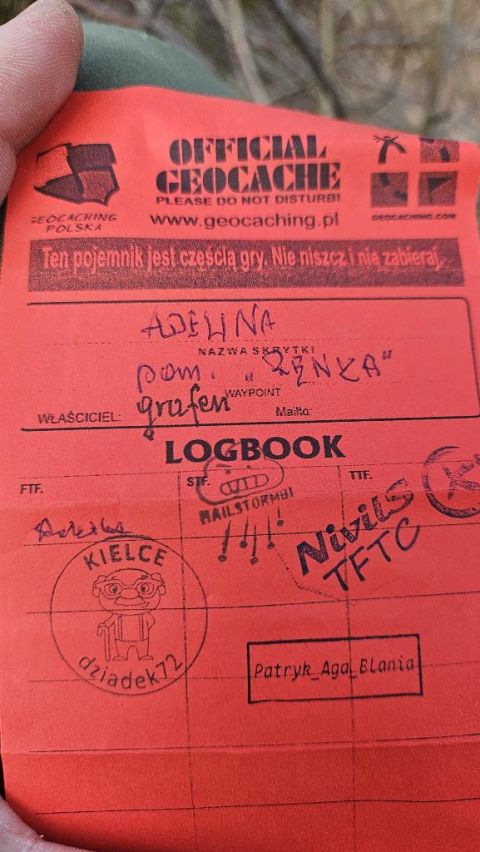 OFFICIAL
GEOCACHE
PLEASE DO NOT DISTURB!
www.geocaching.pl
GEOCACHING
POLSKA
GEOCACHING.COM
Ten pojemnik jest częścią gry. Nie niszcz i nie zabieraj.
ADELINA
NAZWA SKRYTKI
pom. „ŻĘNKA"
WAYPOINT
WŁAŚCICIEL: grafen Mailto:
LOGBOOK
FTF. STF. TTF.
MAILSTORMBI
Nivills
TFTC
KIELCE
dziadek72
Patryk_Aga_Blania